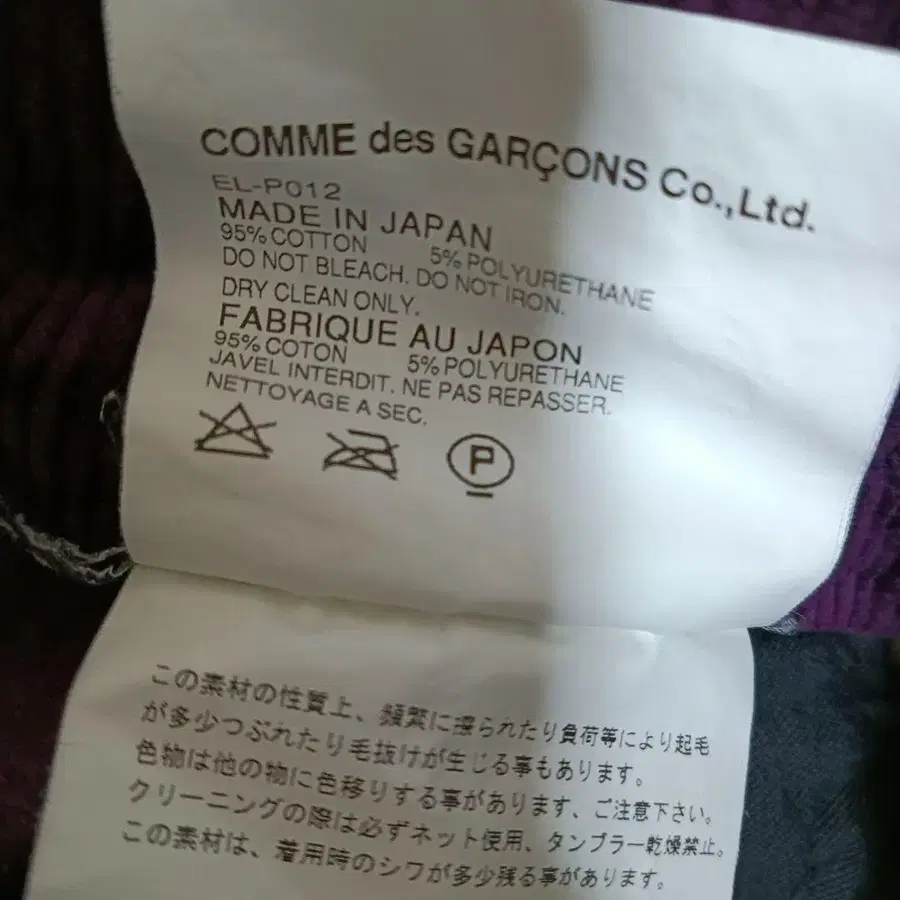 COMME des GARÇONS Co.,Ltd.
EL-P012
MADE IN JAPAN
95% COTTON 5% POLYURETHANE
DO NOT BLEACH. DO NOT IRON.
DRY CLEAN ONLY.
FABRIQUE AU JAPON
95% COTON 5% POLYURETHANE
JAVEL INTERDIT. NE PAS REPASSER.
NETTOYAGE A SEC.
P
この素材の性質上、頻繁に擦られたり負荷等により起毛
が多少つぶれたり毛抜けが生じる事もあります。
色物は他の物に色移りする事があります、ご注意下さい。
クリーニングの際は必ずネット使用、タンブラー乾燥禁止。
この素材は、着用時のシワが多少残る事があります。